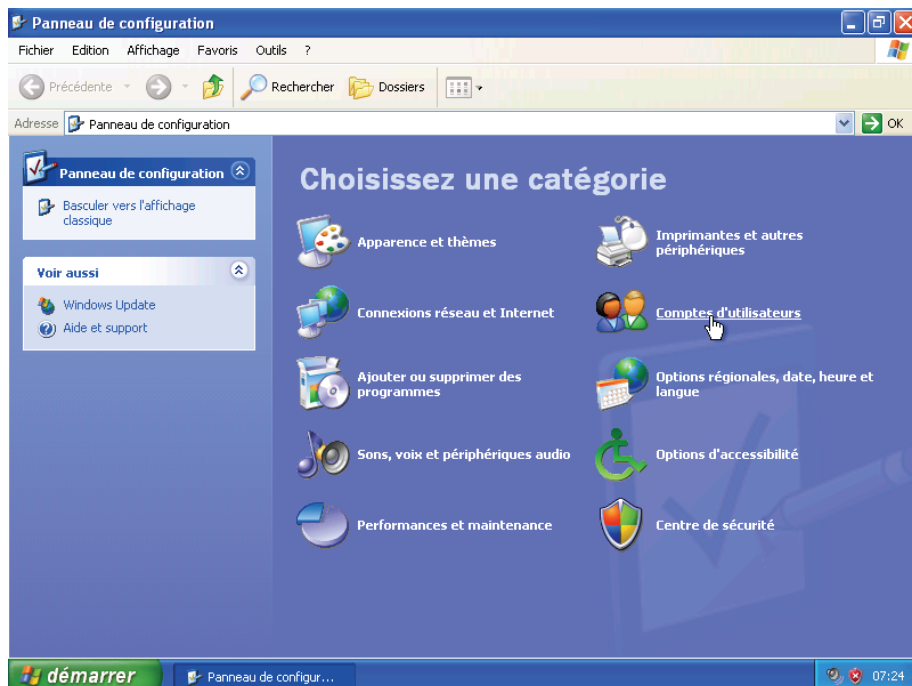 Panneau de configuration
Fichier Edition Affichage Favoris Outils ?
Précédente Rechercher Dossiers
Adresse Panneau de configuration OK
Panneau de configuration
Basculer vers l'affichage
classique
Voir aussi
Windows Update
Aide et support
Choisissez une catégorie
Apparence et thèmes
Imprimantes et autres
périphériques
Connexions réseau et Internet
Comptes d'utilisateurs
Ajouter ou supprimer des
programmes
Options régionales, date, heure et
langue
Sons, voix et périphériques audio
Options d'accessibilité
Performances et maintenance
Centre de sécurité
démarrer
Panneau de configur...
07:24